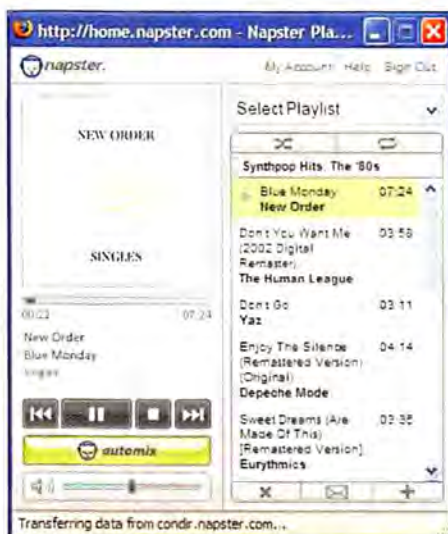 http://home.napster.com - Napster Pla...
napster.
My Account Help Sign Out
NEW ORDER
SINGLES
00:22 07:24
New Order
Blue Monday
Singles
automix
Select Playlist
Synthpop Hits: The '80s
Blue Monday 07:24
New Order
Don't You Want Me 03:58
(2002 Digital
Remaster)
The Human League
Don't Go 03:11
Yaz
Enjoy The Silence 04:14
(Remastered Version)
(Original)
Depeche Mode
Sweet Dreams (Are 03:35
Made Of This)
[Remastered Version]
Eurythmics
Transferring data from condir.napster.com...